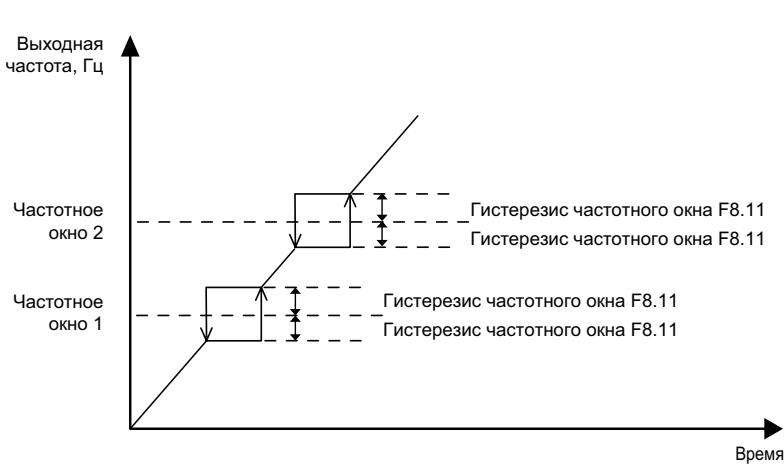 Выходная
частота, Гц
Частотное
окно 2
Гистерезис частотного окна F8.11
Гистерезис частотного окна F8.11
Частотное
окно 1
Гистерезис частотного окна F8.11
Гистерезис частотного окна F8.11
Время